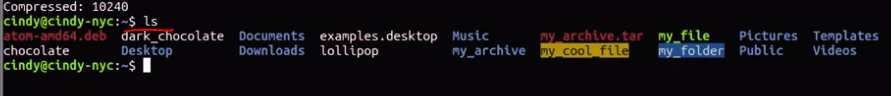 Compressed: 10240
cindy@cindy-nyc:~$ ls
atom-amd64.deb dark_chocolate Documents examples.desktop Music my_archive.tar my_file Pictures Templates
chocolate Desktop Downloads lollipop my_archive my_cool_file my_folder Public Videos
cindy@cindy-nyc:~$